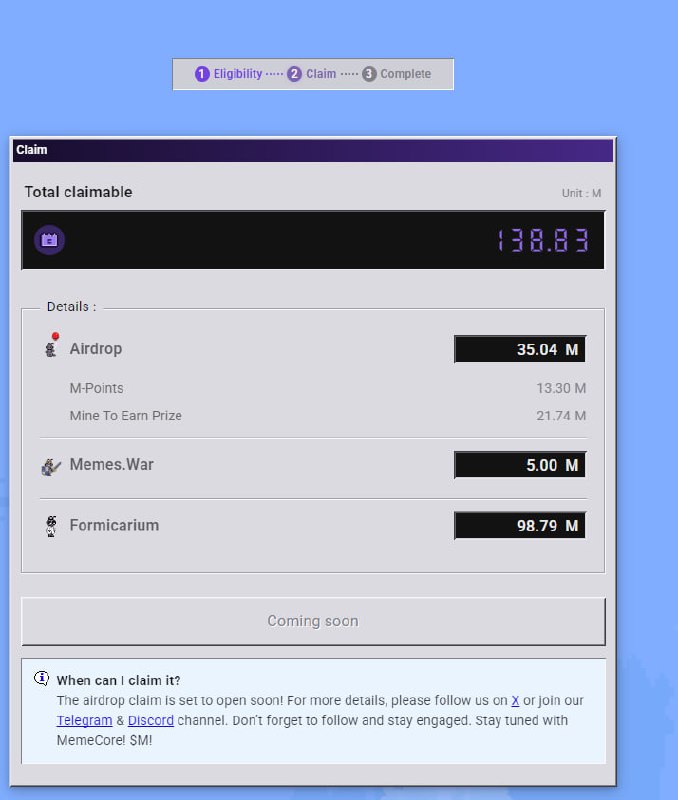 1 Eligibility ····· 2 Claim ····· 3 Complete
Claim
Total claimable Unit : M
138.83
Details :
Airdrop 35.04 M
M-Points 13.30 M
Mine To Earn Prize 21.74 M
Memes.War 5.00 M
Formicarium 98.79 M
Coming soon
When can I claim it?
The airdrop claim is set to open soon! For more details, please follow us on X or join our
Telegram & Discord channel. Don't forget to follow and stay engaged. Stay tuned with
MemeCore! $M!